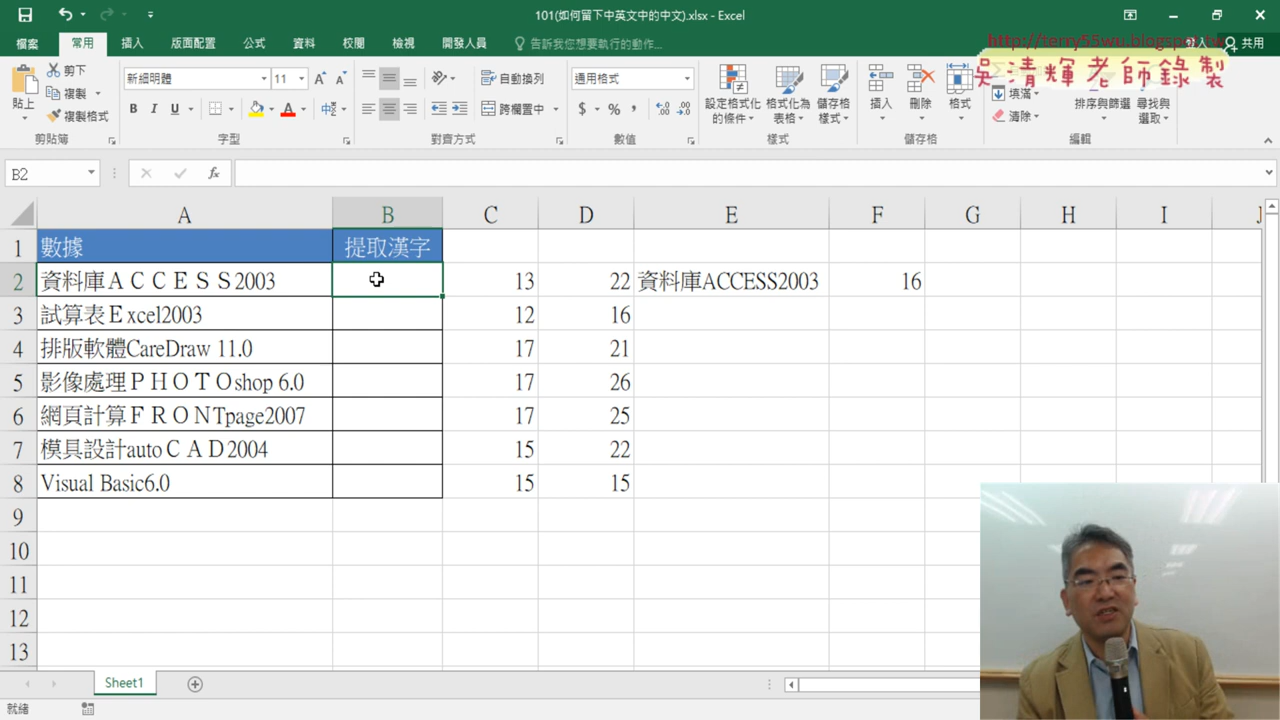 101(如何留下中英文中的中文).xlsx - Excel
檔案 常用 插入 版面配置 公式 資料 校閱 檢視 開發人員 告訴我您想要執行的動作... 共用
http://terry55wu.blogspot.tw
吳清輝老師錄製
貼上 剪下 複製 複製格式 剪貼簿
新細明體 11 B I U A 中 字型
自動換列 跨欄置中 對齊方式
通用格式 $ % , 數值
設定格式化的條件 格式化為表格 儲存格樣式 樣式
插入 刪除 格式 儲存格
填滿 清除 排序與篩選 尋找與選取 編輯
B2 fx
A B C D E F G H I J
1 數據 提取漢字
2 資料庫ＡＣＣＥＳＳ2003 13 22 資料庫ACCESS2003 16
3 試算表Ｅxcel2003 12 16
4 排版軟體CareDraw 11.0 17 21
5 影像處理ＰＨＯＴＯshop 6.0 17 26
6 網頁計算ＦＲＯＮTpage2007 17 25
7 模具設計autoＣＡＤ2004 15 22
8 Visual Basic6.0 15 15
9
10
11
12
13
Sheet1
就緒